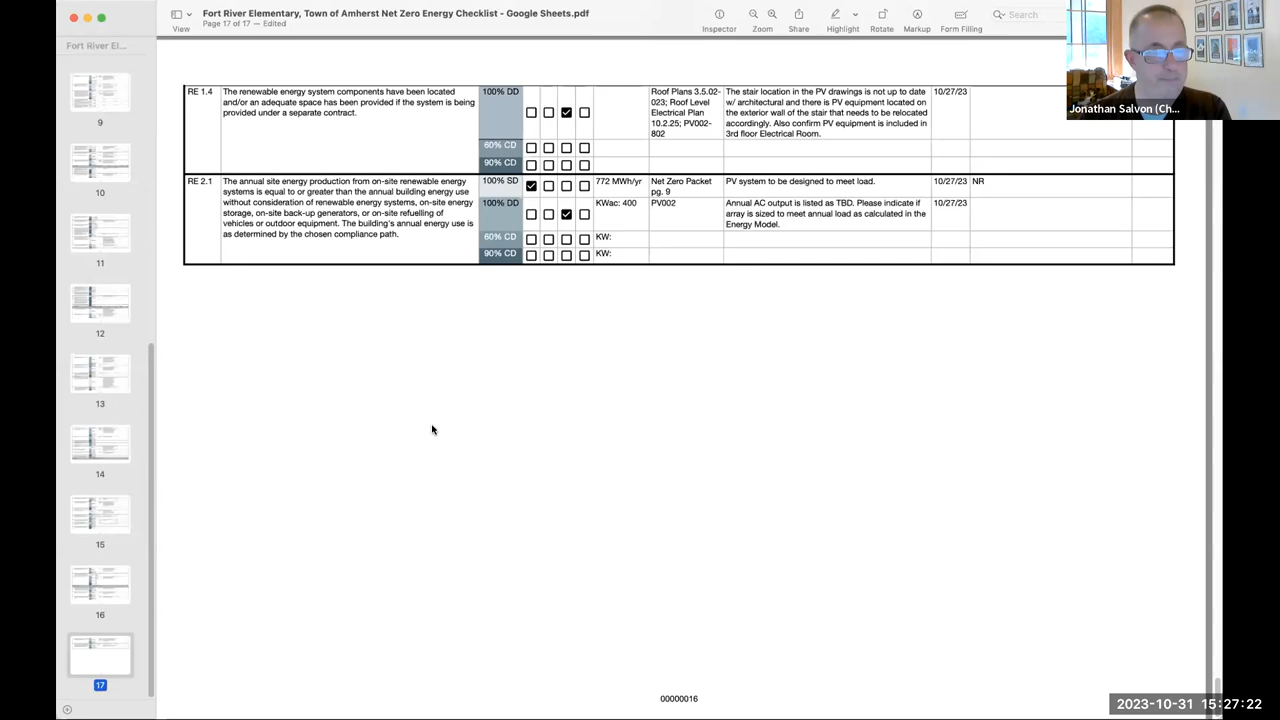 Fort River Elementary, Town of Amherst Net Zero Energy Checklist - Google Sheets.pdf
Page 17 of 17 — Edited
View
Inspector
Zoom
Share
Highlight
Rotate
Markup
Form Filling
Search
Fort River El...
9
10
11
12
13
14
15
16
17
Jonathan Salvon (Ch...
RE 1.4
The renewable energy system components have been located
and/or an adequate space has been provided if the system is being
provided under a separate contract.
100% DD
Roof Plans 3.5.02-
023; Roof Level
Electrical Plan
10.2.25; PV002-
802
The stair location in the PV drawings is not up to date
w/ architectural and there is PV equipment located on
the exterior wall of the stair that needs to be relocated
accordingly. Also confirm PV equipment is included in
3rd floor Electrical Room.
10/27/23
60% CD
90% CD
RE 2.1
The annual site energy production from on-site renewable energy
systems is equal to or greater than the annual building energy use
without consideration of renewable energy systems, on-site energy
storage, on-site back-up generators, or on-site refuelling of
vehicles or outdoor equipment. The building's annual energy use is
as determined by the chosen compliance path.
100% SD
772 MWh/yr
Net Zero Packet
pg. 9
PV system to be designed to meet load.
10/27/23
NR
100% DD
KWac: 400
PV002
Annual AC output is listed as TBD. Please indicate if
array is sized to meet annual load as calculated in the
Energy Model.
10/27/23
60% CD
KW:
90% CD
KW:
00000016
2023-10-31 15:27:22